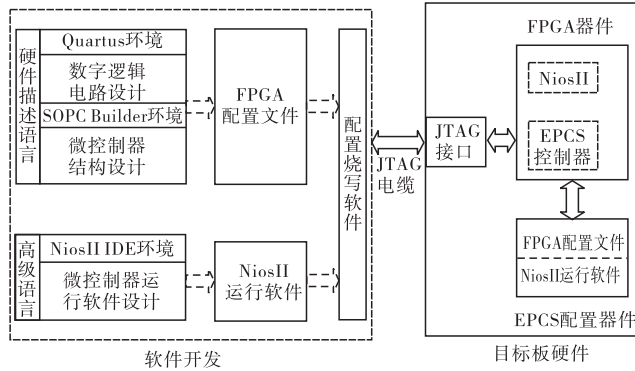 硬件描述语言
Quartus环境
数字逻辑
电路设计
SOPC Builder环境
微控制器
结构设计
FPGA
配置文件
高级语言
NiosII IDE环境
微控制器运
行软件设计
NiosII
运行软件
配置烧写软件
软件开发
JTAG
电缆
JTAG
接口
FPGA器件
NiosII
EPCS
控制器
FPGA配置文件
NiosII运行软件
EPCS配置器件
目标板硬件